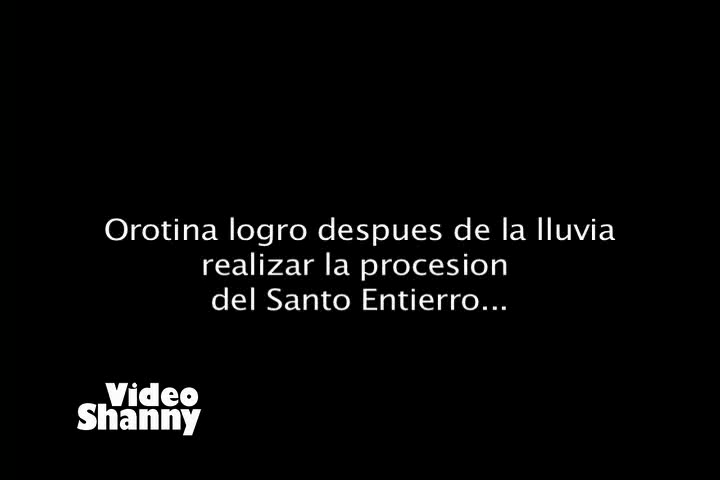 Orotina logro despues de la lluvia
realizar la procesion
del Santo Entierro...
Video
Shanny